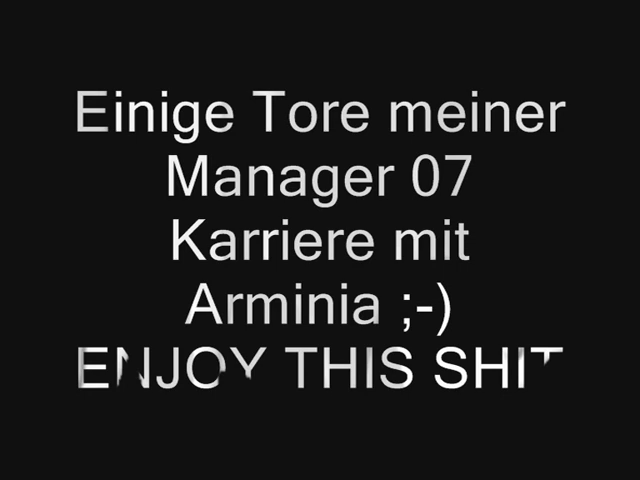 Einige Tore meiner
Manager 07
Karriere mit
Arminia ;-)
ENJOY THIS SHIT